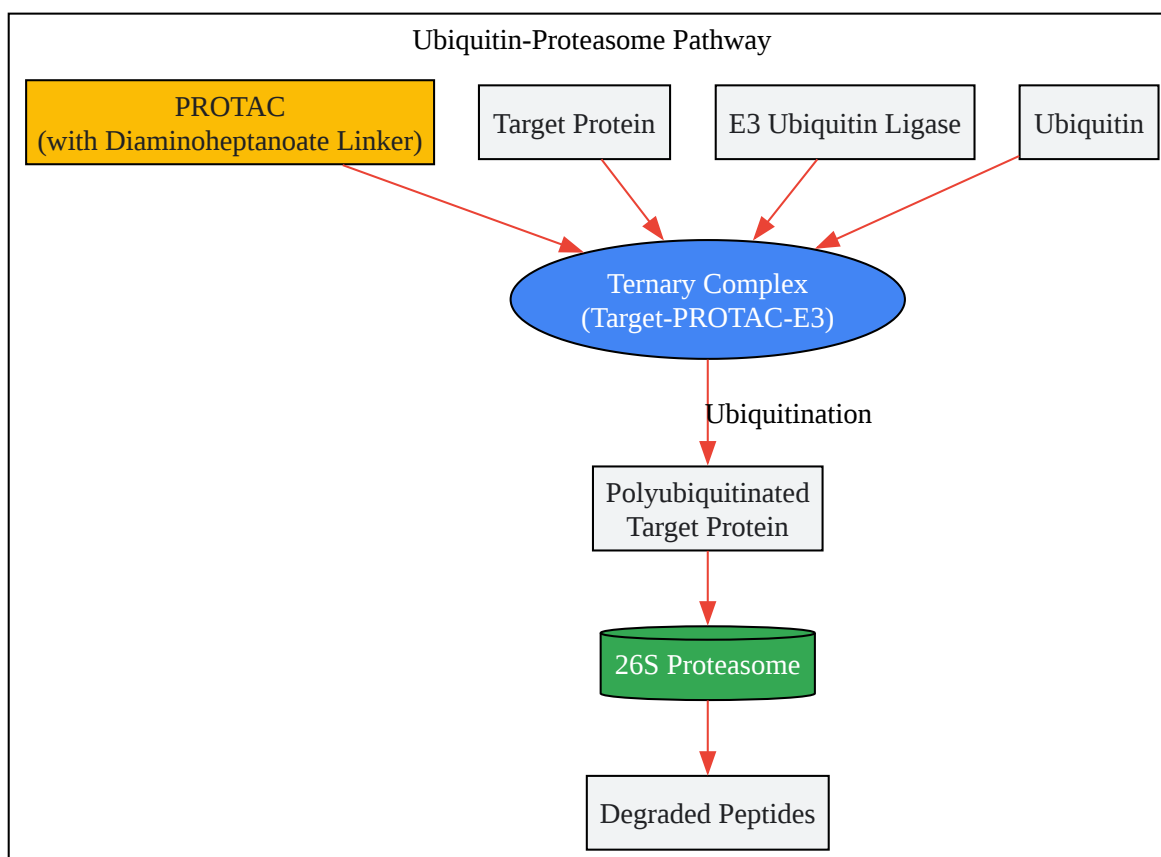 Ubiquitin-Proteasome Pathway
PROTAC
(with Diaminoheptanoate Linker)
Target Protein
E3 Ubiquitin Ligase
Ubiquitin
Ternary Complex
(Target-PROTAC-E3)
Ubiquitination
Polyubiquitinated
Target Protein
26S Proteasome
Degraded Peptides